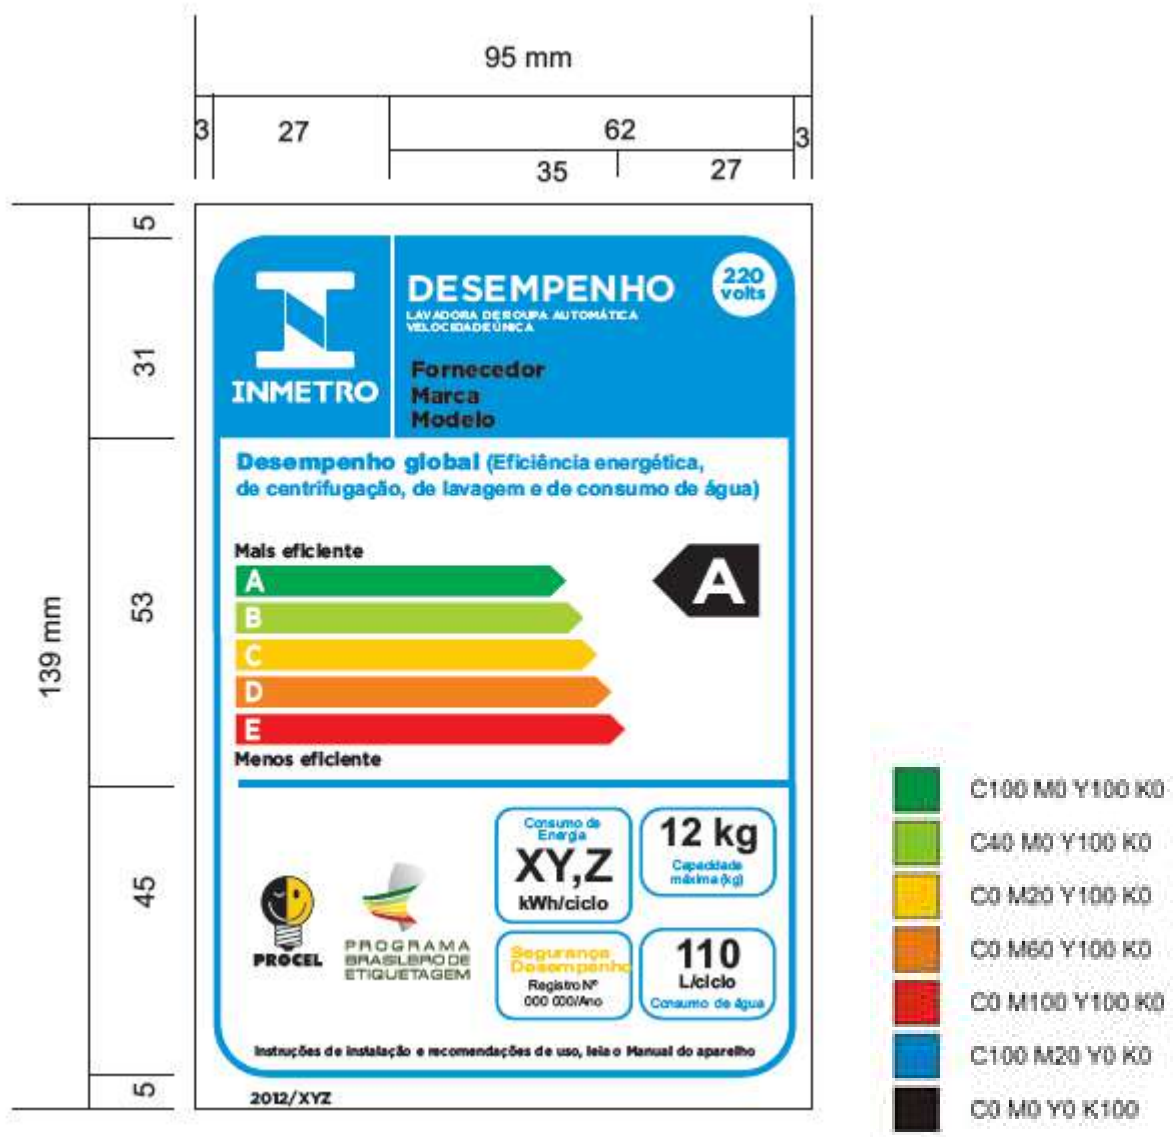 95 mm
3
27
62
3
35
27
139 mm
5
31
53
45
5
INMETRO
DESEMPENHO
220
volts
LAVADORA DE ROUPA AUTOMÁTICA
VELOCIDADE ÚNICA
Fornecedor
Marca
Modelo
Desempenho global (Eficiência energética,
de centrifugação, de lavagem e de consumo de água)
Mais eficiente
A
A
B
C
D
E
Menos eficiente
PROCEL
PROGRAMA
BRASILEIRO DE
ETIQUETAGEM
Consumo de
Energia
XY,Z
kWh/ciclo
12 kg
Capacidade
máxima (kg)
Segurança
Desempenho
Registro Nº
000 000/Ano
110
L/ciclo
Consumo de água
Instruções de instalação e recomendações de uso, leia o Manual do aparelho
2012/XYZ
C100 M0 Y100 K0
C40 M0 Y100 K0
C0 M20 Y100 K0
C0 M60 Y100 K0
C0 M100 Y100 K0
C100 M20 Y0 K0
C0 M0 Y0 K100